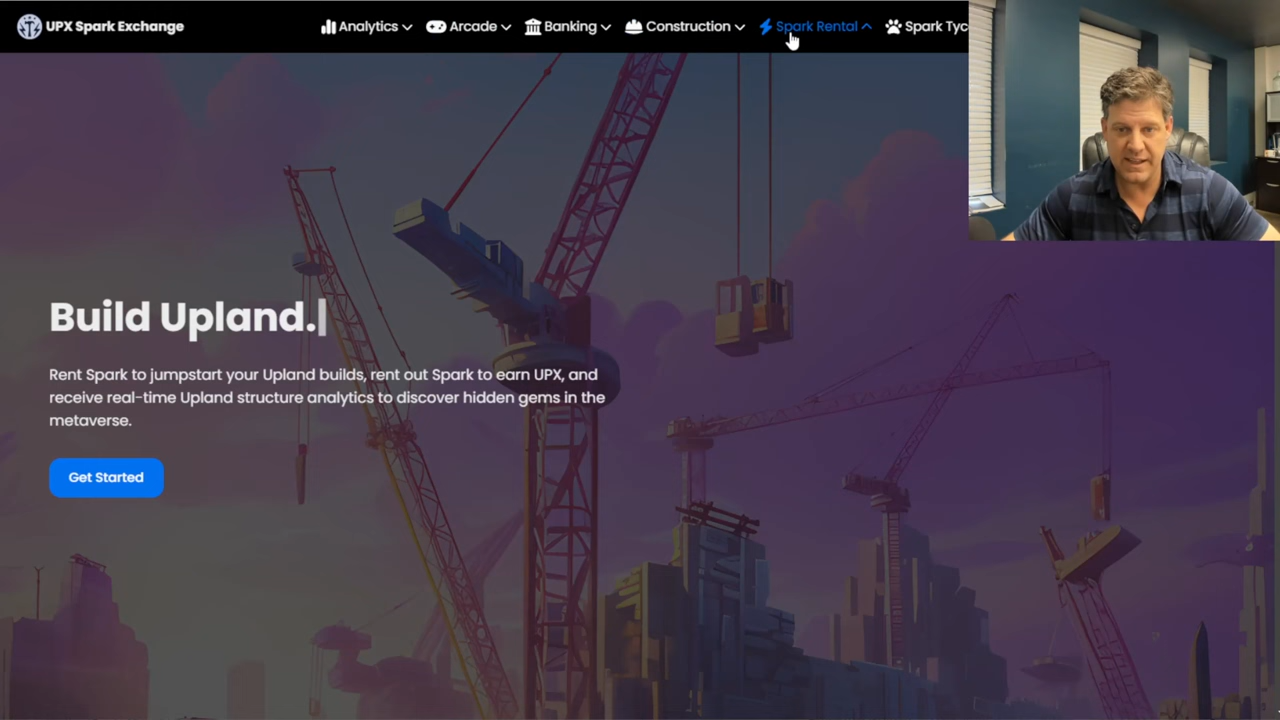 UPX Spark Exchange
Analytics
Arcade
Banking
Construction
Spark Rental
Spark Tyc
Build Upland.
Rent Spark to jumpstart your Upland builds, rent out Spark to earn UPX, and
receive real-time Upland structure analytics to discover hidden gems in the
metaverse.
Get Started